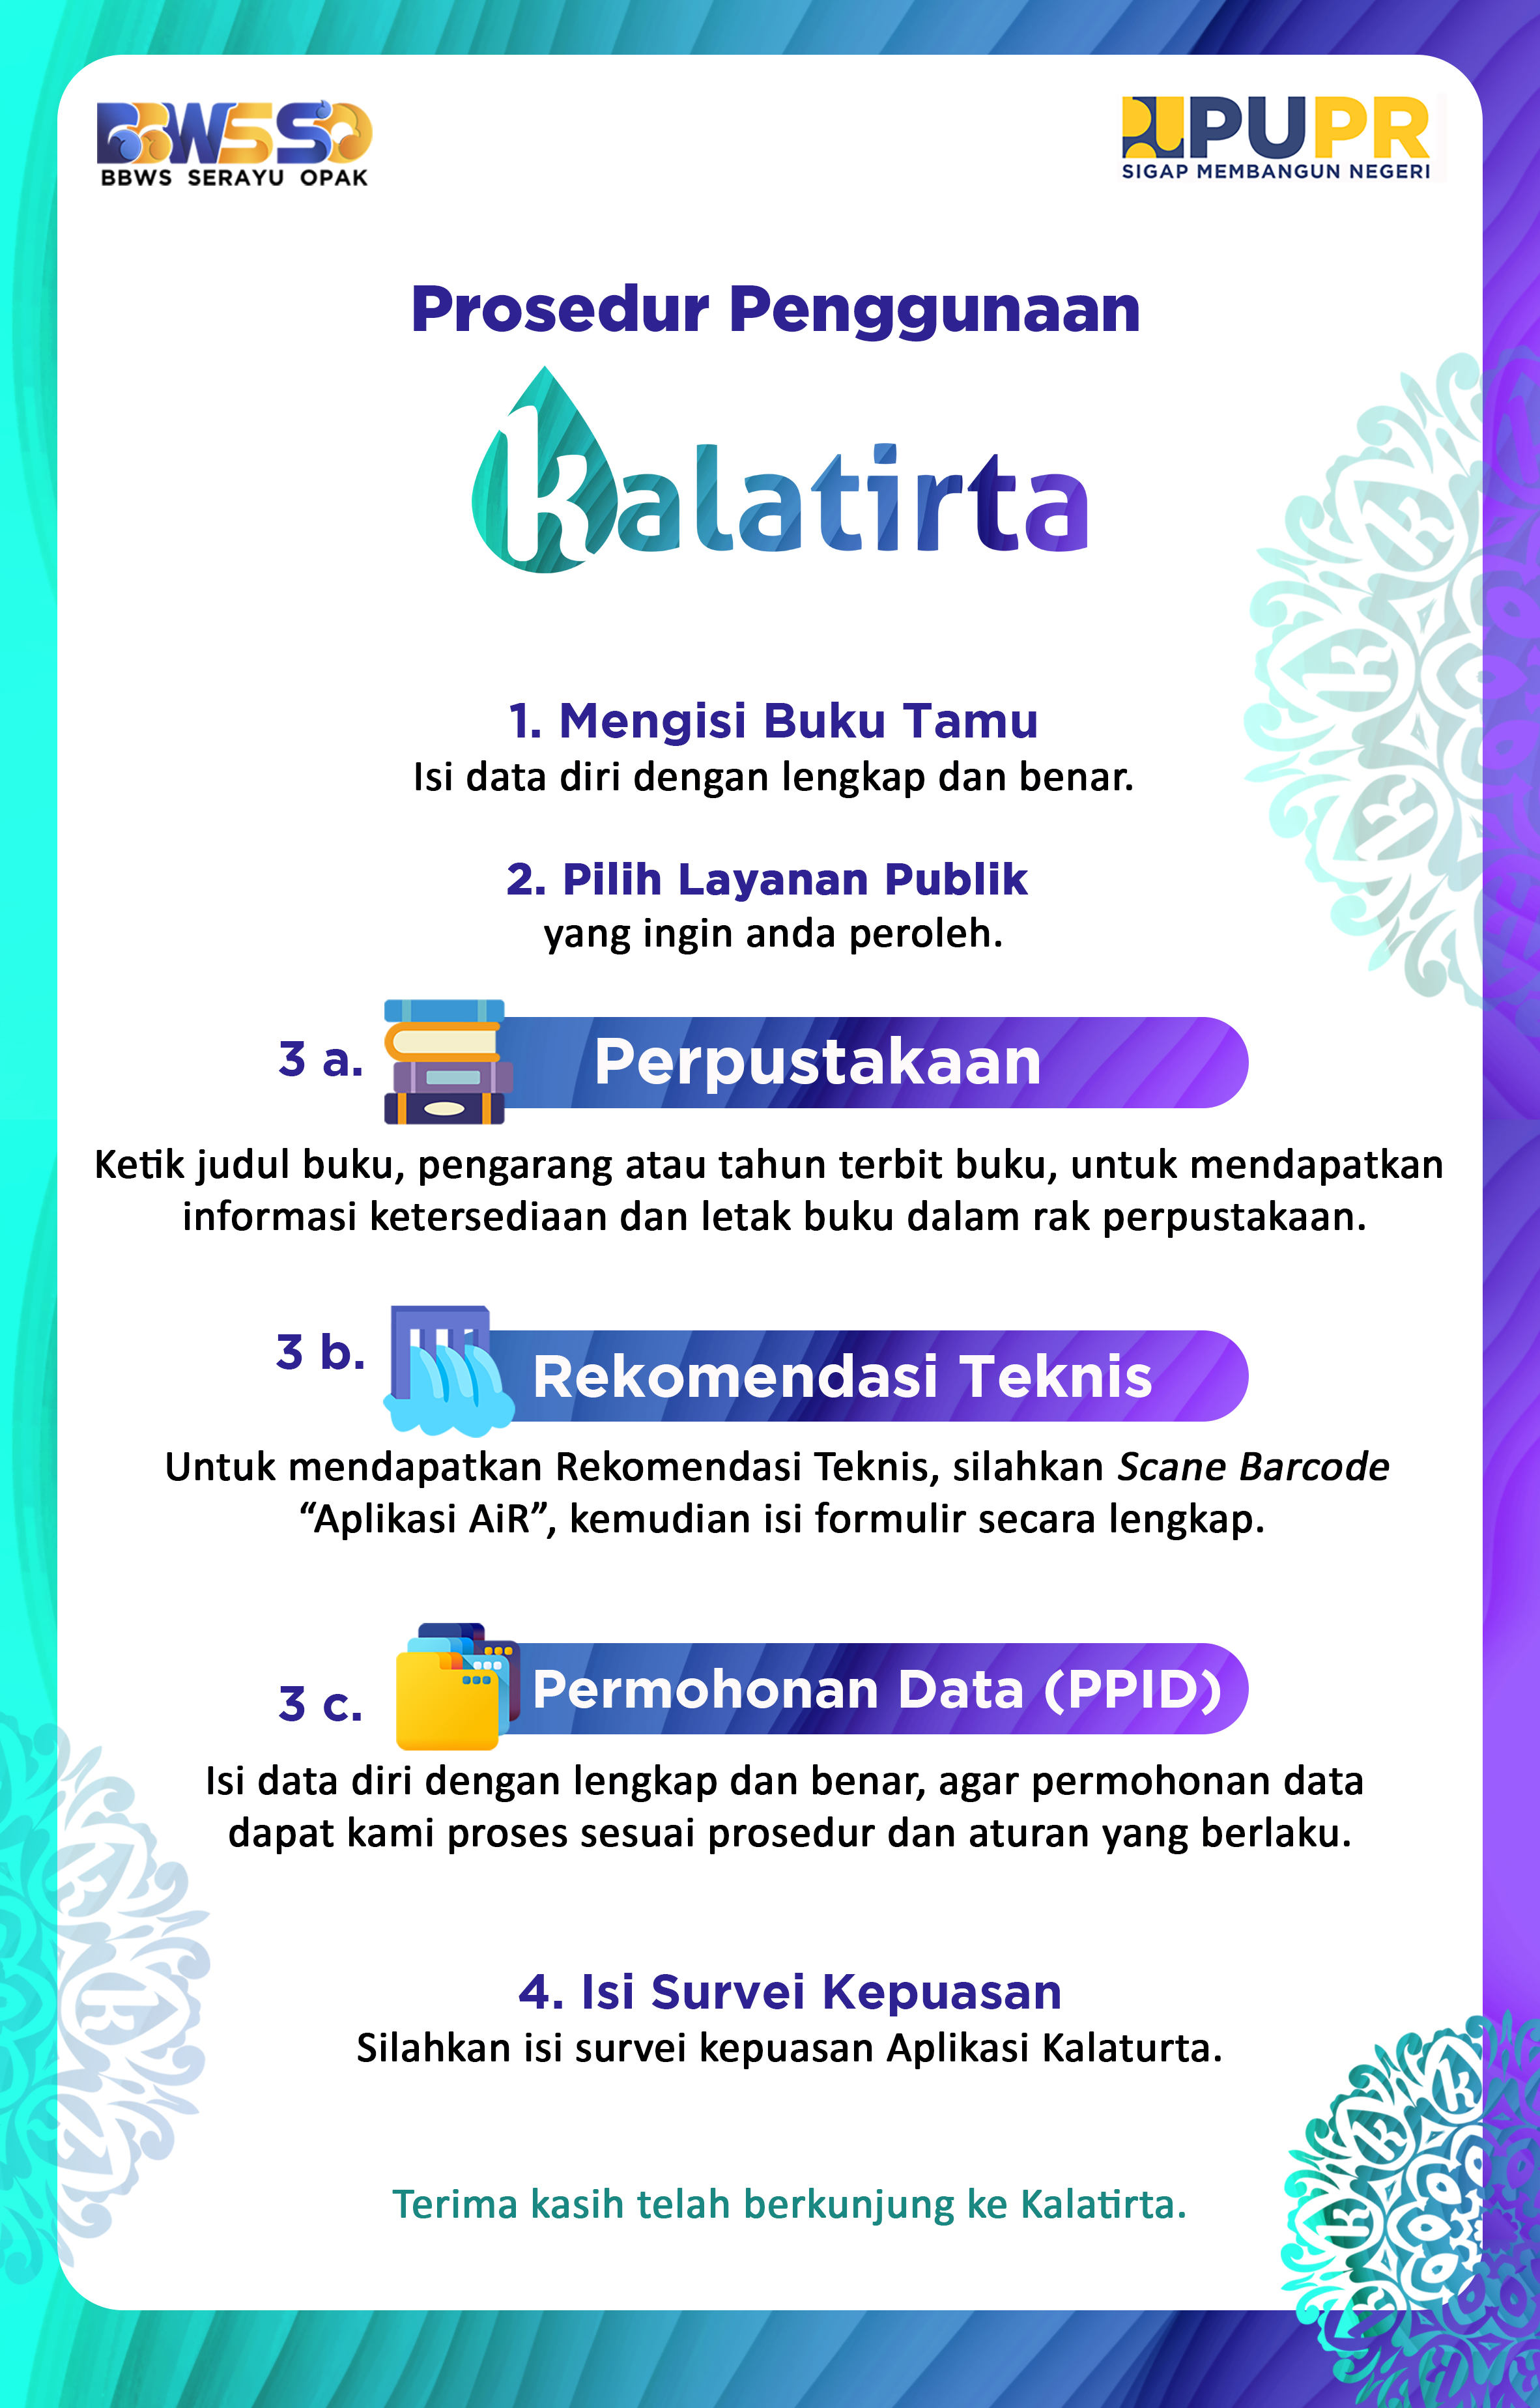 BBWSSO
BBWS SERAYU OPAK
PUPR
SIGAP MEMBANGUN NEGERI
Prosedur Penggunaan
kalatirta
1. Mengisi Buku Tamu
Isi data diri dengan lengkap dan benar.
2. Pilih Layanan Publik
yang ingin anda peroleh.
3 a. Perpustakaan
Ketik judul buku, pengarang atau tahun terbit buku, untuk mendapatkan
informasi ketersediaan dan letak buku dalam rak perpustakaan.
3 b. Rekomendasi Teknis
Untuk mendapatkan Rekomendasi Teknis, silahkan Scane Barcode
“Aplikasi AiR”, kemudian isi formulir secara lengkap.
3 c. Permohonan Data (PPID)
Isi data diri dengan lengkap dan benar, agar permohonan data
dapat kami proses sesuai prosedur dan aturan yang berlaku.
4. Isi Survei Kepuasan
Silahkan isi survei kepuasan Aplikasi Kalaturta.
Terima kasih telah berkunjung ke Kalatirta.